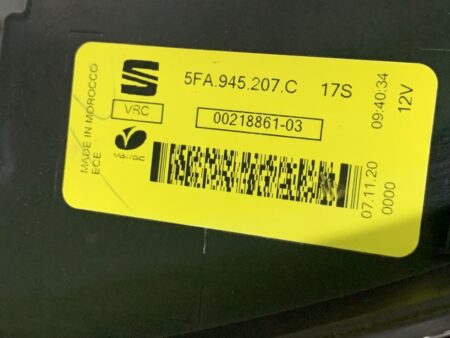 5FA.945.207.C 17S
VRC
00218861-03
varroc
MADE IN MOROCCO
ECE
09:40:34
12V
07.11.20
0000